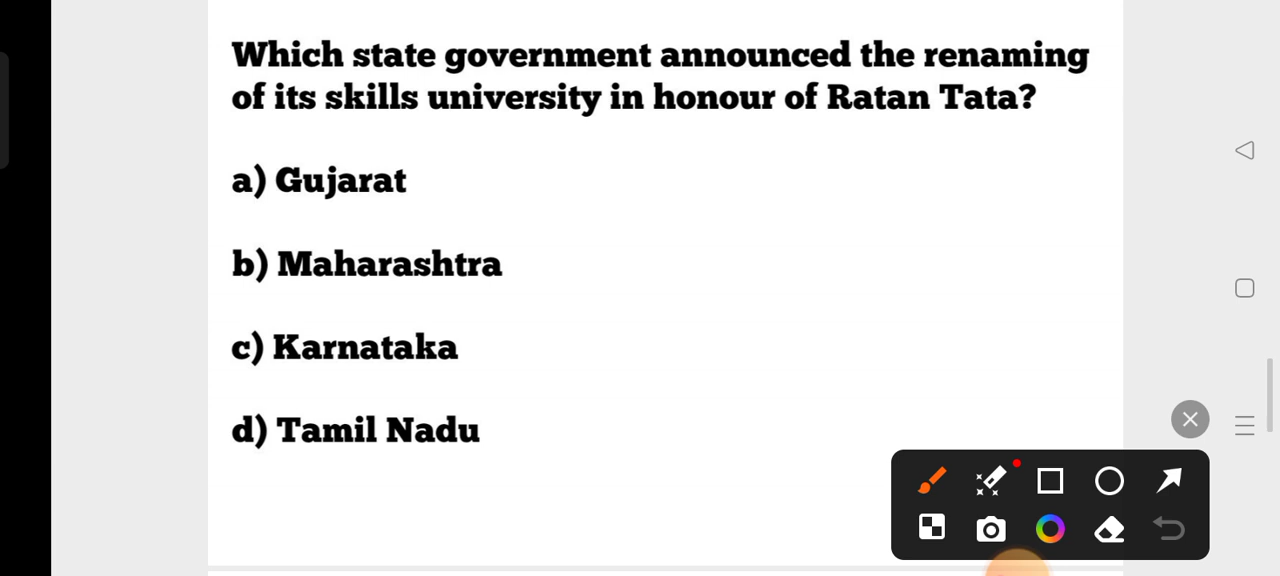 Which state government announced the renaming
of its skills university in honour of Ratan Tata?
a) Gujarat
b) Maharashtra
c) Karnataka
d) Tamil Nadu